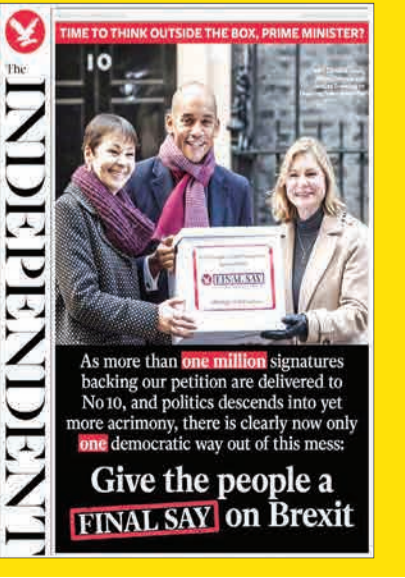 TIME TO THINK OUTSIDE THE BOX, PRIME MINISTER?
The
INDEPENDENT
10
FINAL SAY
As more than one million signatures
backing our petition are delivered to
No 10, and politics descends into yet
more acrimony, there is clearly now only
one democratic way out of this mess:
Give the people a
FINAL SAY on Brexit